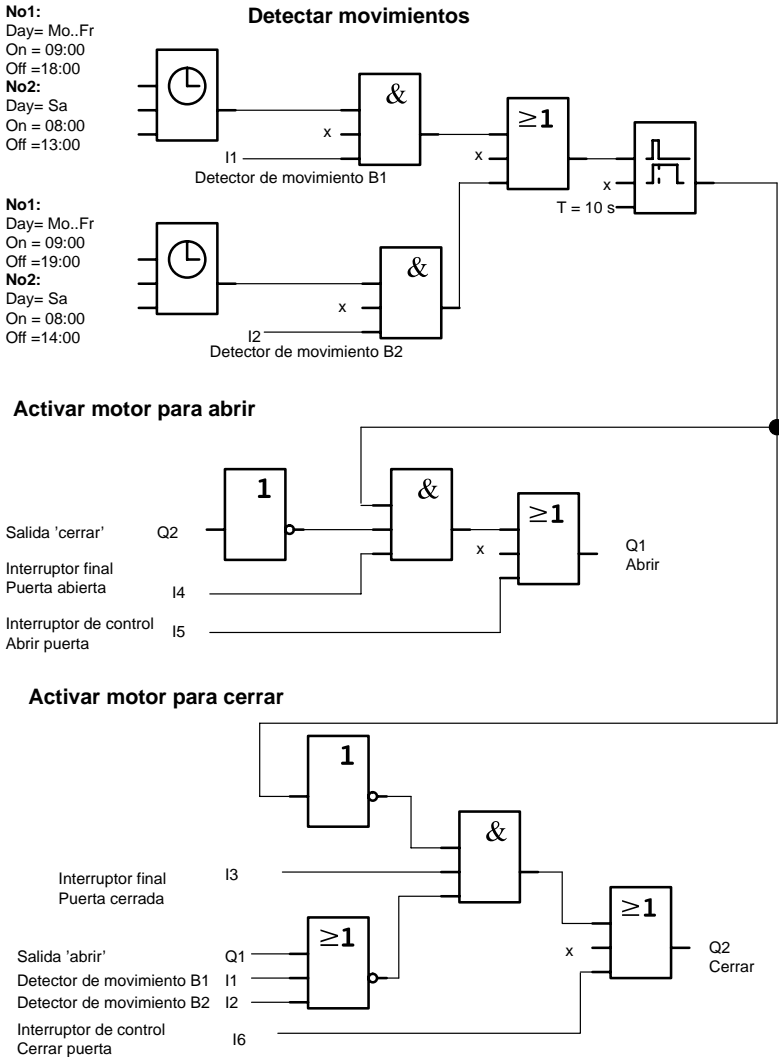 No1:
Day= Mo..Fr
On = 09:00
Off =18:00
No2:
Day= Sa
On = 08:00
Off =13:00
Detectar movimientos
&
x
I1
Detector de movimiento B1
≥1
x
x
T = 10 s
No1:
Day= Mo..Fr
On = 09:00
Off =19:00
No2:
Day= Sa
On = 08:00
Off =14:00
&
x
I2
Detector de movimiento B2
Activar motor para abrir
1
&
≥1
Salida 'cerrar' Q2
x
Q1
Abrir
Interruptor final
Puerta abierta I4
Interruptor de control
Abrir puerta I5
Activar motor para cerrar
1
&
Interruptor final
Puerta cerrada I3
≥1
≥1
Salida 'abrir' Q1
x
Q2
Cerrar
Detector de movimiento B1 I1
Detector de movimiento B2 I2
Interruptor de control
Cerrar puerta I6